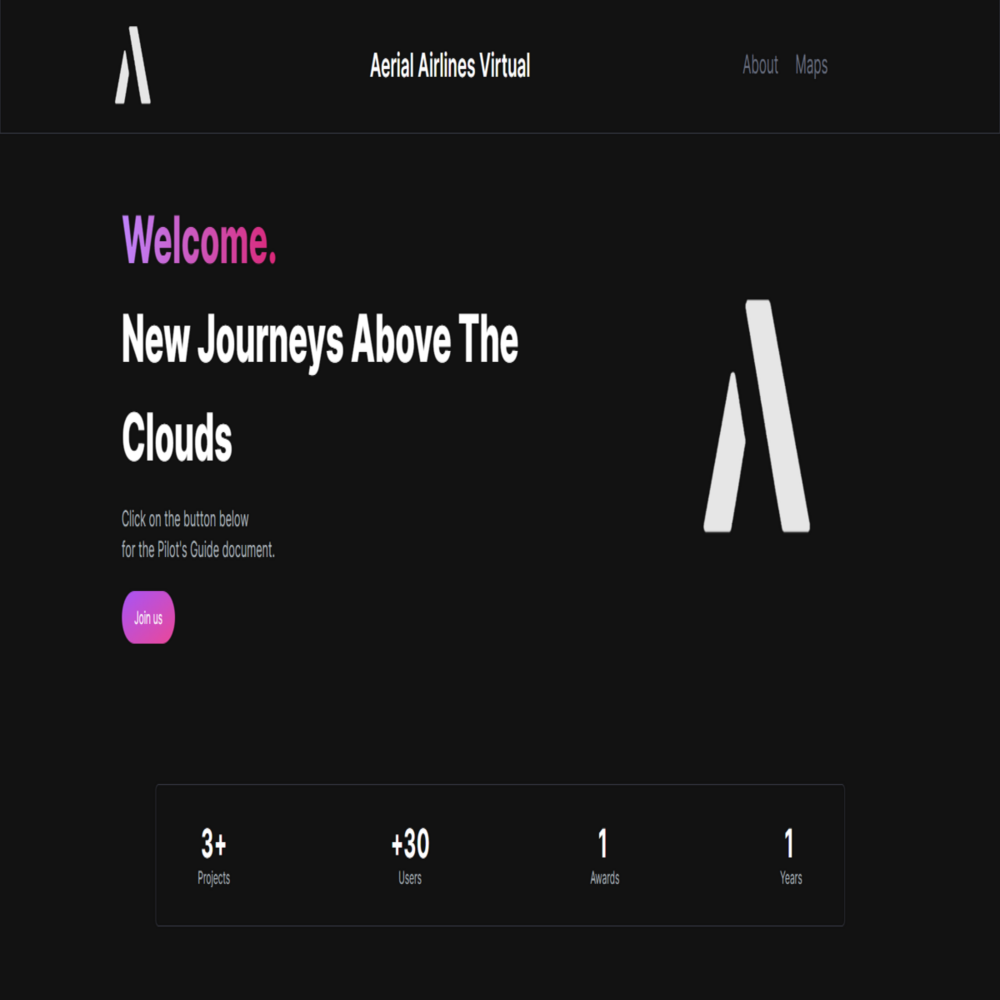 Aerial Airlines Virtual
About Maps
Welcome.
New Journeys Above The
Clouds
Click on the button below
for the Pilot's Guide document.
Join us
3+
Projects
+30
Users
1
Awards
1
Years